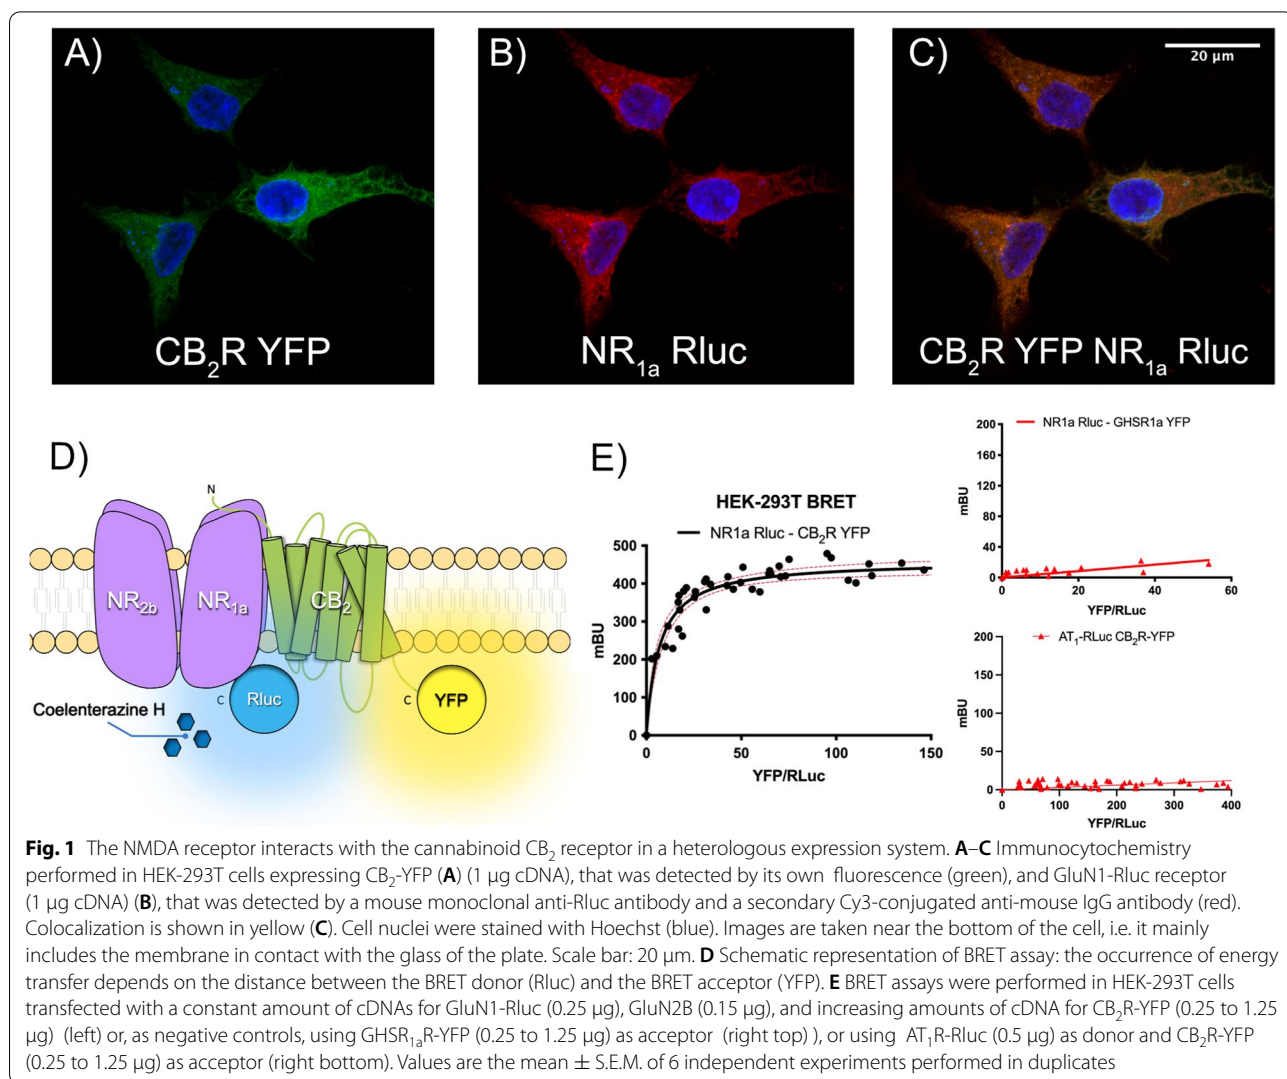 A)
B)
C)
20 μm
CB₂R YFP
NR₁ₐ Rluc
CB₂R YFP NR₁ₐ Rluc
D)
N
NR₂b
NR₁ₐ
CB₂
C
Rluc
C
YFP
Coelenterazine H
E)
HEK-293T BRET
NR1a Rluc - CB₂R YFP
mBU
500
400
300
200
100
0
0
50
100
150
YFP/RLuc
NR1a Rluc - GHSR1a YFP
mBU
200
160
120
80
40
0
0
20
40
60
YFP/RLuc
AT₁-RLuc CB₂R-YFP
mBU
200
150
100
50
0
0
100
200
300
400
YFP/RLuc
Fig. 1 The NMDA receptor interacts with the cannabinoid CB₂ receptor in a heterologous expression system. A–C Immunocytochemistry
performed in HEK-293T cells expressing CB₂-YFP (A) (1 μg cDNA), that was detected by its own fluorescence (green), and GluN1-Rluc receptor
(1 μg cDNA) (B), that was detected by a mouse monoclonal anti-Rluc antibody and a secondary Cy3-conjugated anti-mouse IgG antibody (red).
Colocalization is shown in yellow (C). Cell nuclei were stained with Hoechst (blue). Images are taken near the bottom of the cell, i.e. it mainly
includes the membrane in contact with the glass of the plate. Scale bar: 20 μm. D Schematic representation of BRET assay: the occurrence of energy
transfer depends on the distance between the BRET donor (Rluc) and the BRET acceptor (YFP). E BRET assays were performed in HEK-293T cells
transfected with a constant amount of cDNAs for GluN1-Rluc (0.25 μg), GluN2B (0.15 μg), and increasing amounts of cDNA for CB₂R-YFP (0.25 to 1.25
μg) (left) or, as negative controls, using GHSR₁ₐR-YFP (0.25 to 1.25 μg) as acceptor (right top) ), or using AT₁R-Rluc (0.5 μg) as donor and CB₂R-YFP
(0.25 to 1.25 μg) as acceptor (right bottom). Values are the mean ± S.E.M. of 6 independent experiments performed in duplicates